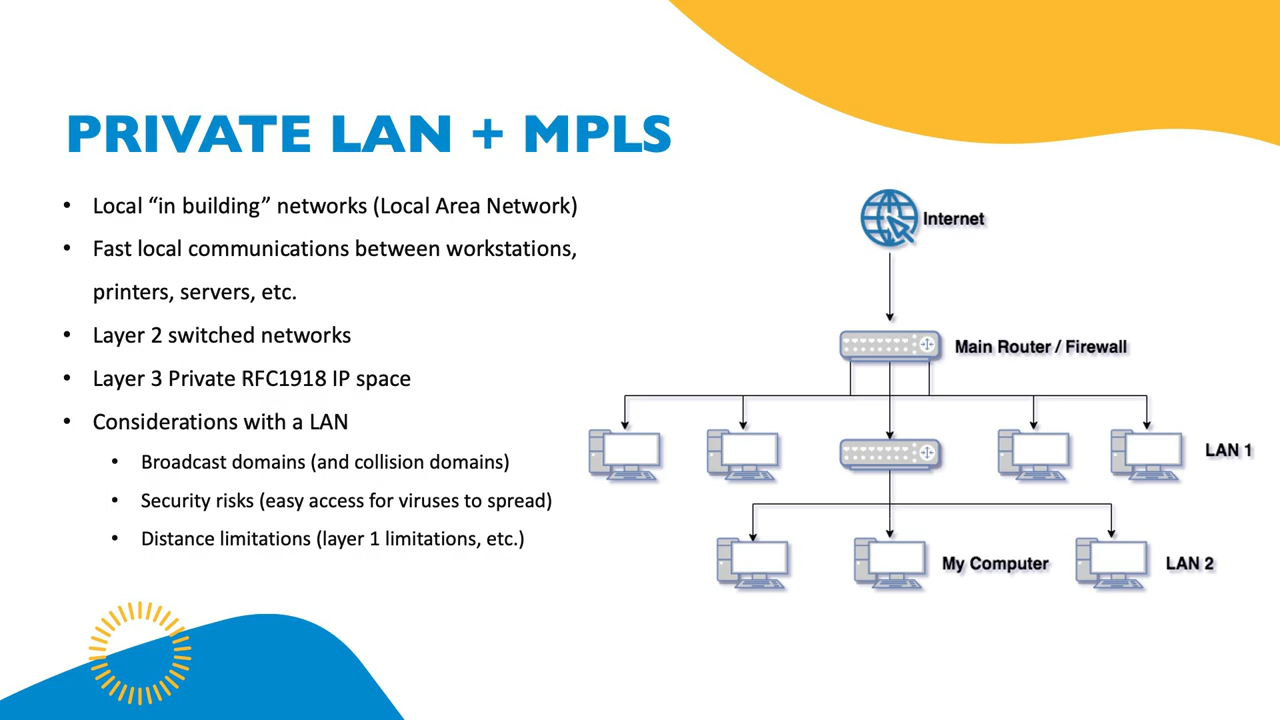 PRIVATE LAN + MPLS
• Local “in building” networks (Local Area Network)
• Fast local communications between workstations,
printers, servers, etc.
• Layer 2 switched networks
• Layer 3 Private RFC1918 IP space
• Considerations with a LAN
• Broadcast domains (and collision domains)
• Security risks (easy access for viruses to spread)
• Distance limitations (layer 1 limitations, etc.)
Internet
Main Router / Firewall
LAN 1
My Computer
LAN 2